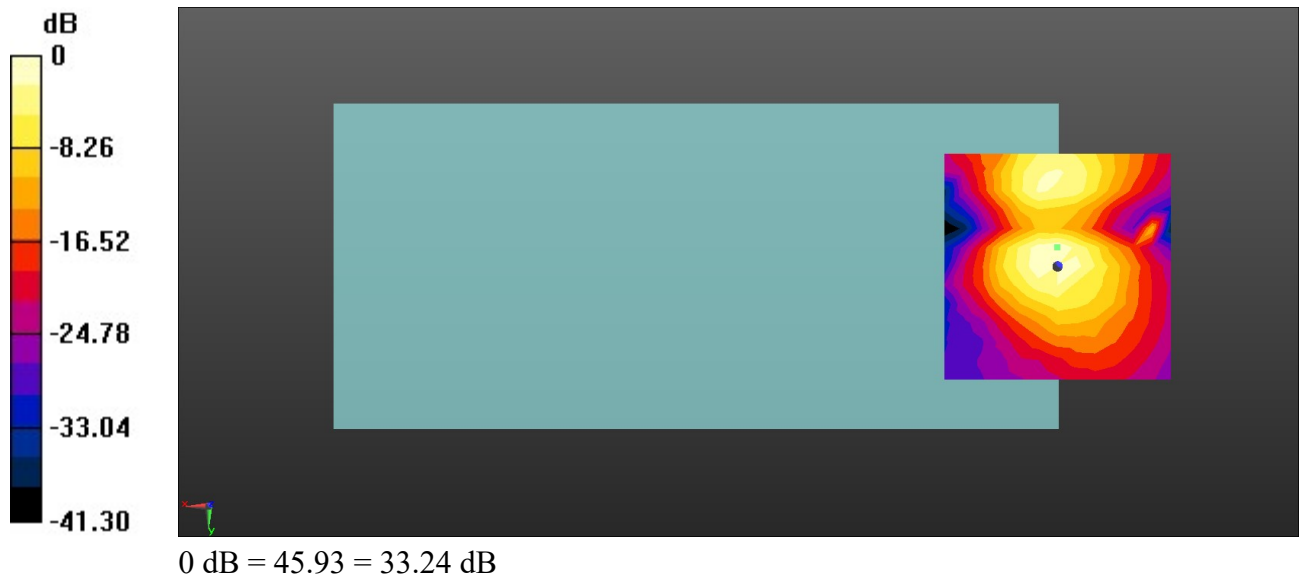 dB
0
-8.26
-16.52
-24.78
-33.04
-41.30
x
y
0 dB = 45.93 = 33.24 dB